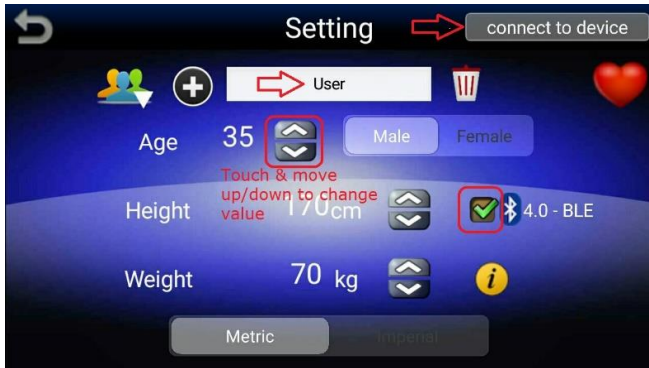 Setting
connect to device
User
Age 35 Male Female
Touch & move
up/down to change
value
Height 170cm 4.0 - BLE
Weight 70 kg
Metric Imperial